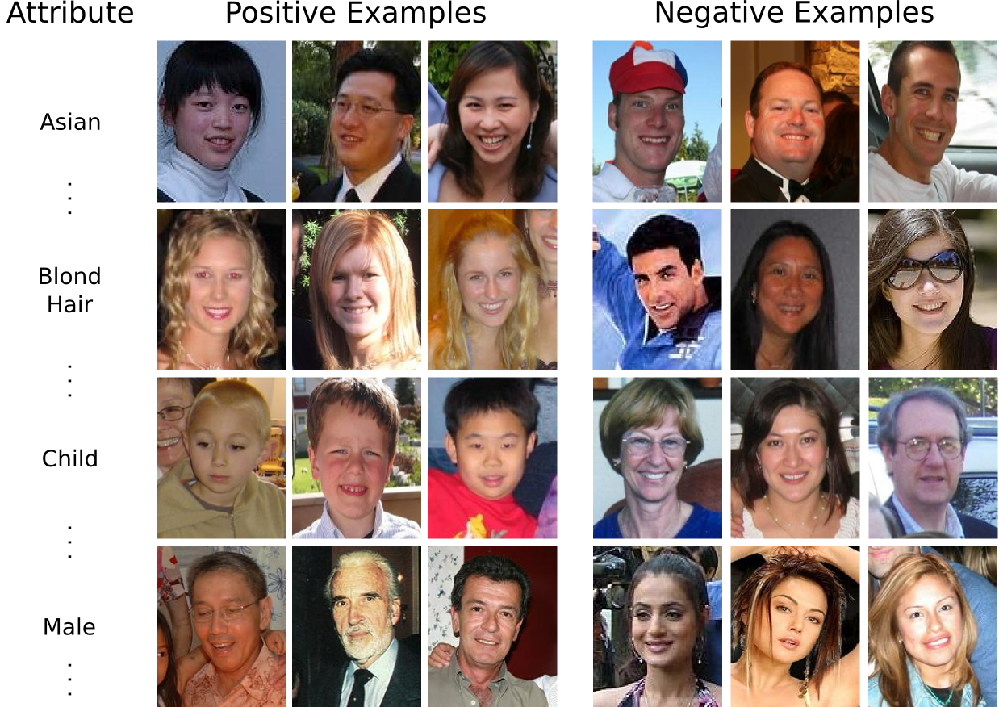 Attribute
Positive Examples
Negative Examples
Asian
Blond
Hair
Child
Male